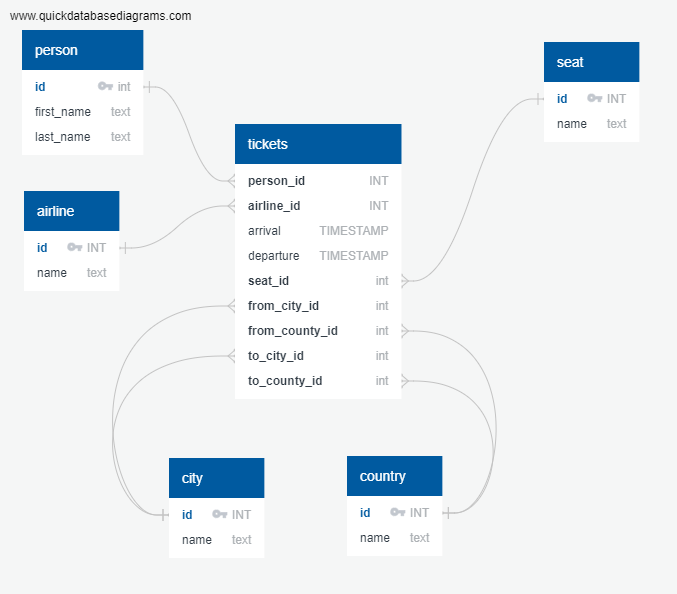 www.quickdatabasediagrams.com
person
id int
first_name text
last_name text
seat
id INT
name text
tickets
person_id INT
airline_id INT
arrival TIMESTAMP
departure TIMESTAMP
seat_id int
from_city_id int
from_county_id int
to_city_id int
to_county_id int
airline
id INT
name text
city
id INT
name text
country
id INT
name text